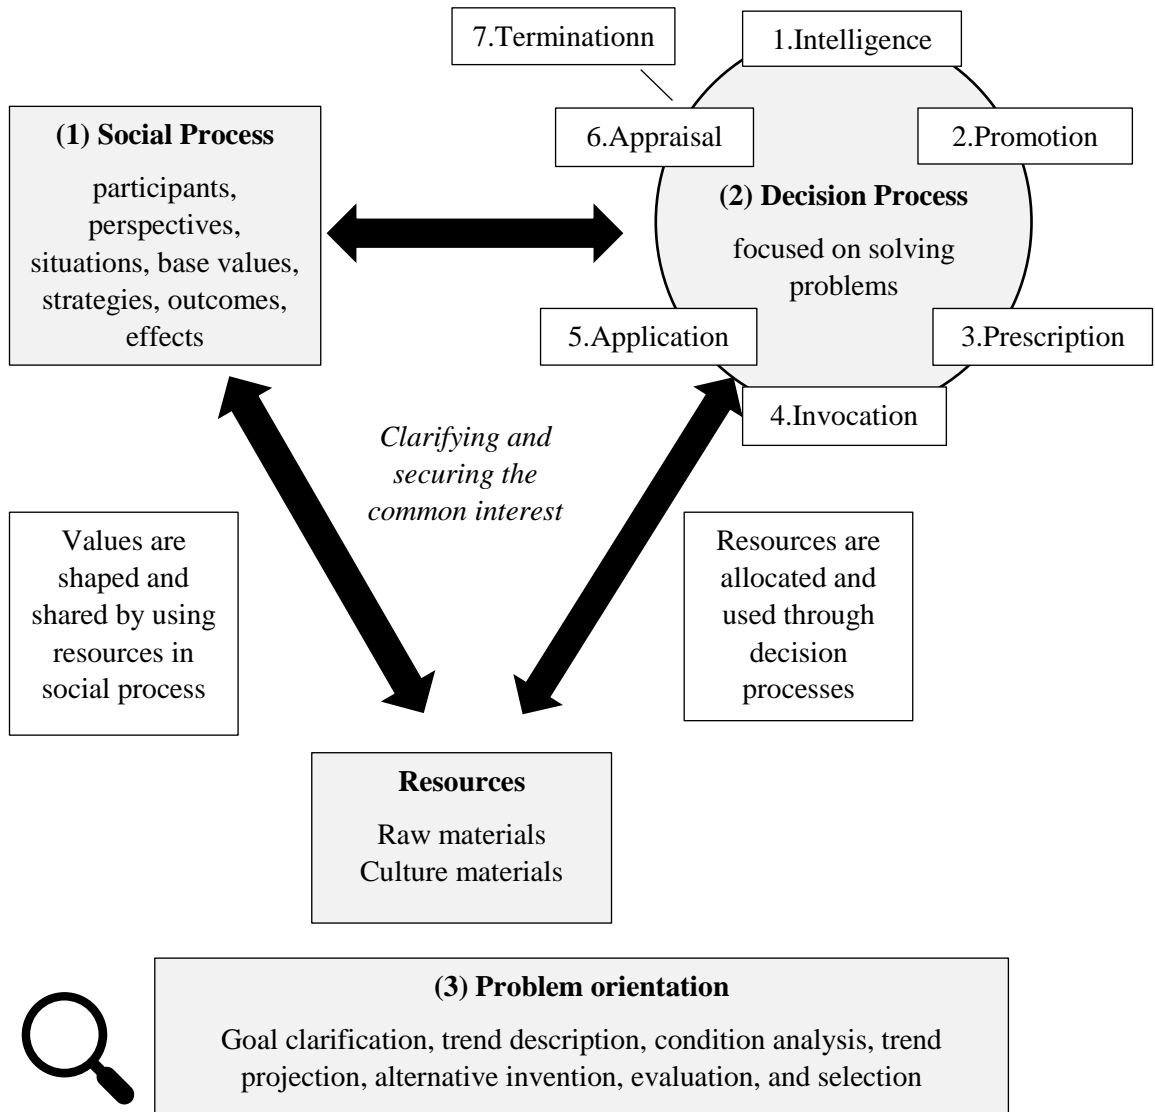 7.Terminationn
1.Intelligence
6.Appraisal
2.Promotion
(1) Social Process
participants,
perspectives,
situations, base values,
strategies, outcomes,
effects
(2) Decision Process
focused on solving
problems
5.Application
3.Prescription
4.Invocation
Clarifying and
securing the
common interest
Values are
shaped and
shared by using
resources in
social process
Resources are
allocated and
used through
decision
processes
Resources
Raw materials
Culture materials
(3) Problem orientation
Goal clarification, trend description, condition analysis, trend
projection, alternative invention, evaluation, and selection